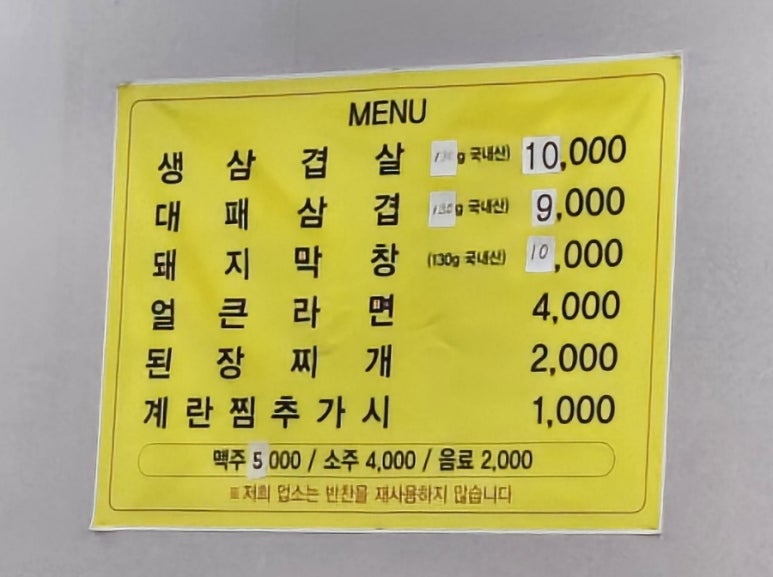 MENU
생삼겹살 g 국내산) 10,000
대패삼겹 g 국내산) 9,000
돼지막창 (130g 국내산) 10,000
얼큰라면 4,000
된장찌개 2,000
계란찜추가시 1,000
맥주 5,000 / 소주 4,000 / 음료 2,000
※저희 업소는 반찬을 재사용하지 않습니다